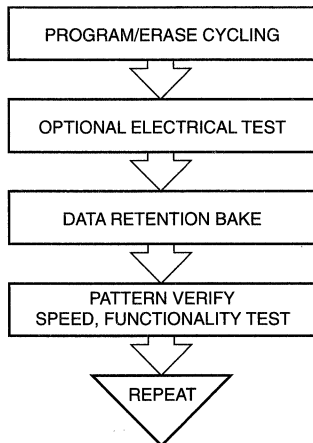 PROGRAM/ERASE CYCLING
OPTIONAL ELECTRICAL TEST
DATA RETENTION BAKE
PATTERN VERIFY
SPEED, FUNCTIONALITY TEST
REPEAT